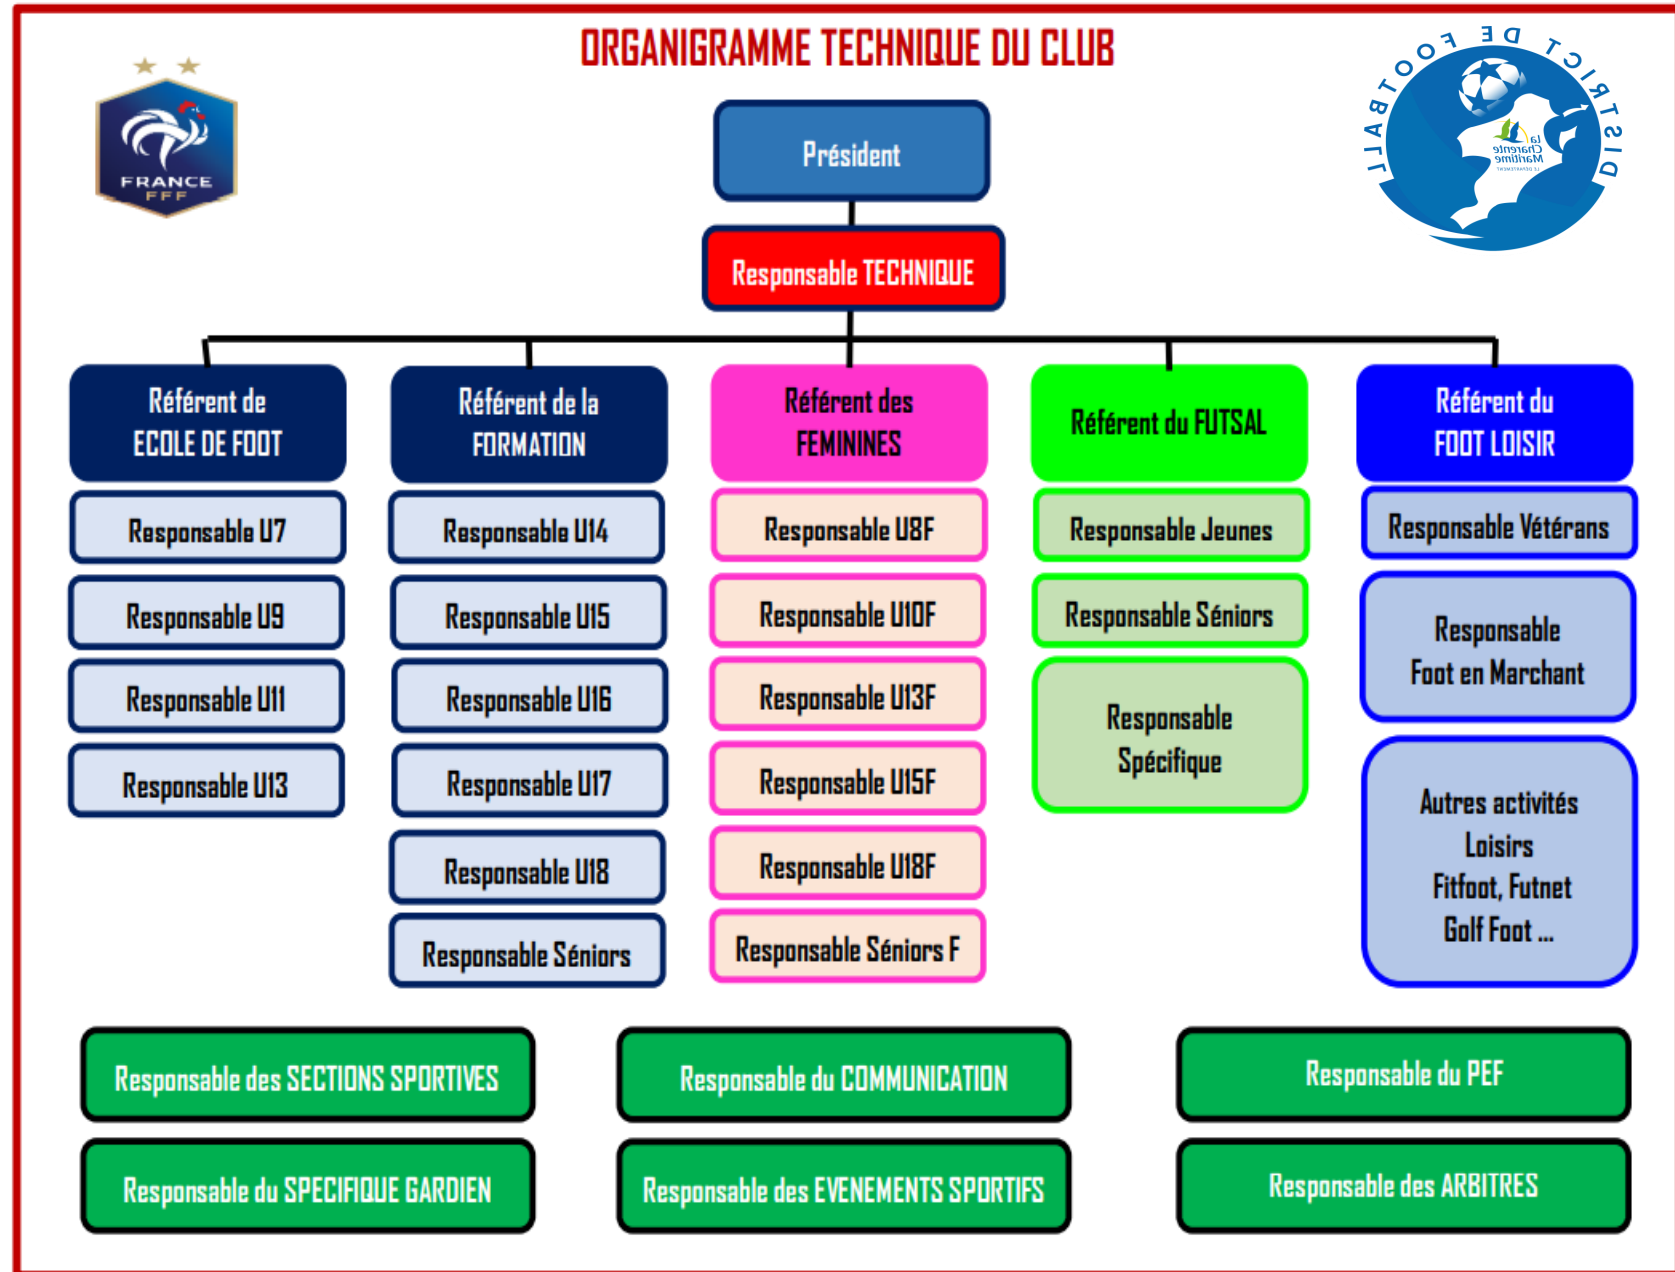 ORGANIGRAMME TECHNIQUE DU CLUB
FRANCE
FFF
DISTRICT DE FOOTBALL
la
Charente
Maritime
LE DÉPARTEMENT
Président
Responsable TECHNIQUE
Référent de
ECOLE DE FOOT
Responsable U7
Responsable U9
Responsable U11
Responsable U13
Référent de la
FORMATION
Responsable U14
Responsable U15
Responsable U16
Responsable U17
Responsable U18
Responsable Séniors
Référent des
FEMININES
Responsable U8F
Responsable U10F
Responsable U13F
Responsable U15F
Responsable U18F
Responsable Séniors F
Référent du FUTSAL
Responsable Jeunes
Responsable Séniors
Responsable
Spécifique
Référent du
FOOT LOISIR
Responsable Vétérans
Responsable
Foot en Marchant
Autres activités
Loisirs
Fitfoot, Futnet
Golf Foot ...
Responsable des SECTIONS SPORTIVES
Responsable du COMMUNICATION
Responsable du PEF
Responsable du SPECIFIQUE GARDIEN
Responsable des EVENEMENTS SPORTIFS
Responsable des ARBITRES